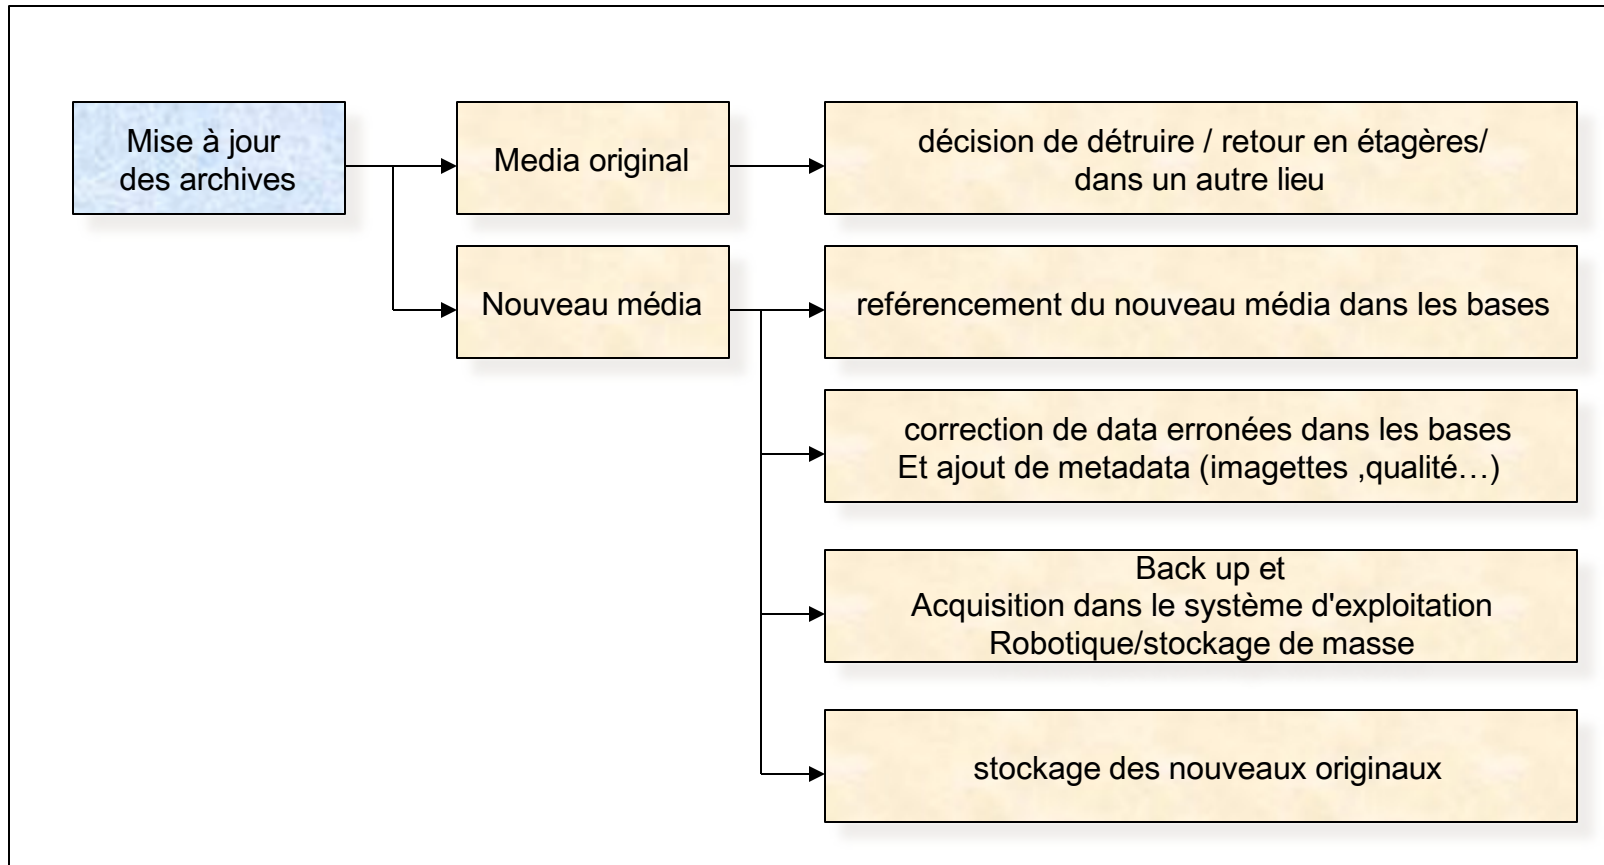 Mise à jour
des archives
Media original
décision de détruire / retour en étagères/
dans un autre lieu
Nouveau média
reférencement du nouveau média dans les bases
correction de data erronées dans les bases
Et ajout de metadata (imagettes ,qualité…)
Back up et
Acquisition dans le système d'exploitation
Robotique/stockage de masse
stockage des nouveaux originaux